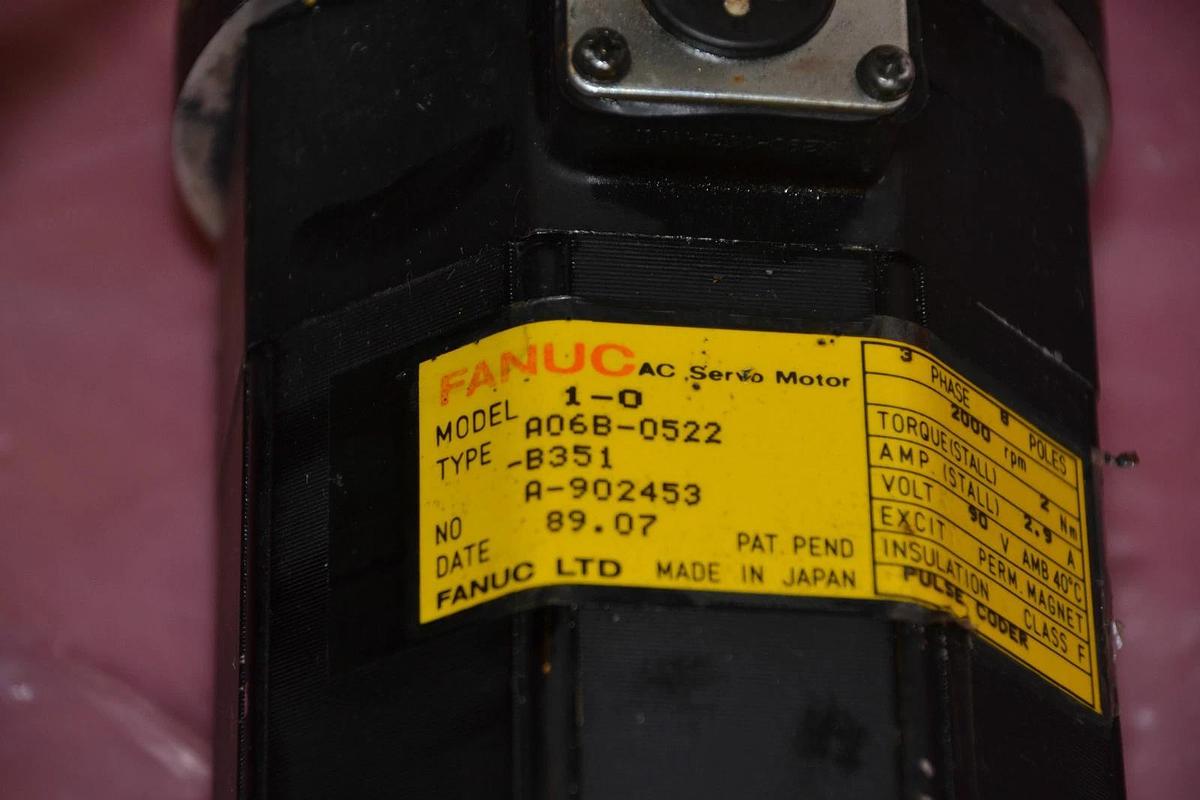 FANUC AC Servo Motor
MODEL 1-0
TYPE A06B-0522
-B351
NO A-902453
DATE 89.07
PAT. PEND
FANUC LTD MADE IN JAPAN
3 PHASE 8 POLES
2000 rpm
TORQUE(STALL) 2 Nm
AMP. (STALL) 2.9 A
VOLT 90 V AMB 40°C
EXCIT PERM. MAGNET
INSULATION CLASS F
PULSE CODER